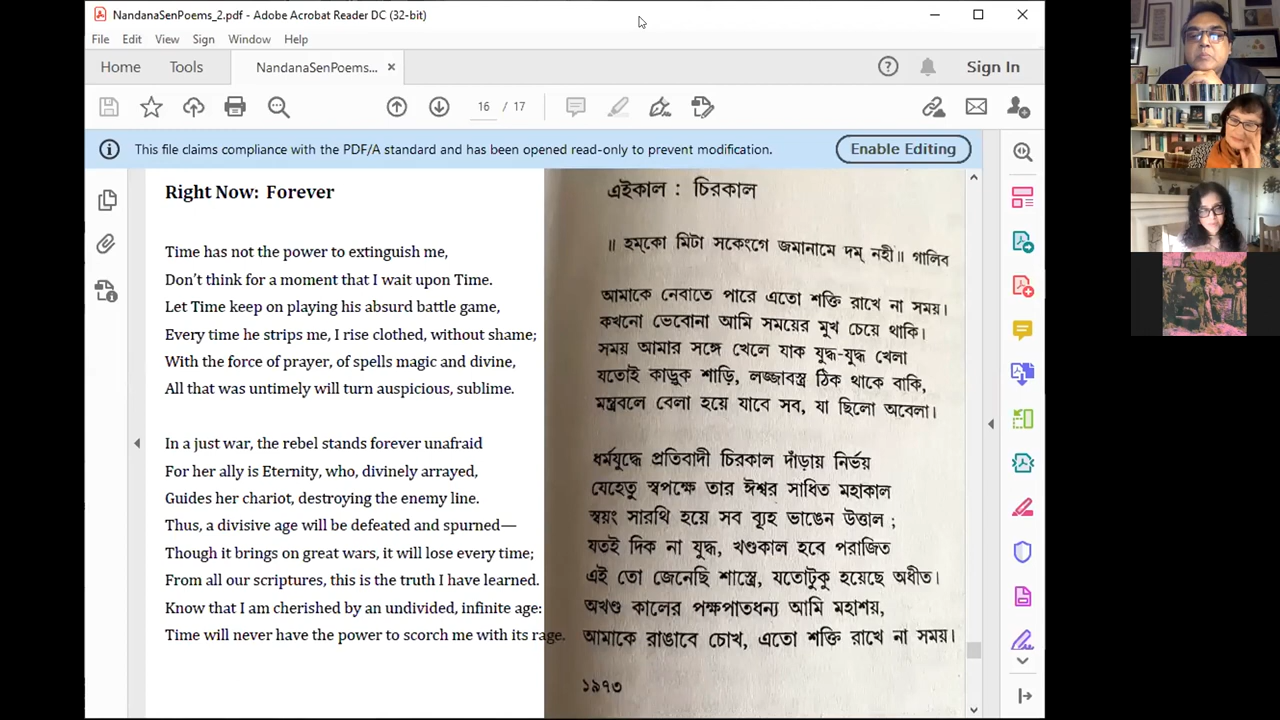 NandanaSenPoems_2.pdf - Adobe Acrobat Reader DC (32-bit)
File Edit View Sign Window Help
Home Tools NandanaSenPoems... × Sign In
16 / 17
This file claims compliance with the PDF/A standard and has been opened read-only to prevent modification. Enable Editing
Right Now: Forever
Time has not the power to extinguish me,
Don't think for a moment that I wait upon Time.
Let Time keep on playing his absurd battle game,
Every time he strips me, I rise clothed, without shame;
With the force of prayer, of spells magic and divine,
All that was untimely will turn auspicious, sublime.
In a just war, the rebel stands forever unafraid
For her ally is Eternity, who, divinely arrayed,
Guides her chariot, destroying the enemy line.
Thus, a divisive age will be defeated and spurned—
Though it brings on great wars, it will lose every time;
From all our scriptures, this is the truth I have learned.
Know that I am cherished by an undivided, infinite age:
Time will never have the power to scorch me with its rage.
এইকাল : চিরকাল
॥ হম্‌কো মিটা সকেংগে জমানামে দম্ নহী॥ গালিব
আমাকে নেবাতে পারে এতো শক্তি রাখে না সময়।
কখনো ভেবোনা আমি সময়ের মুখ চেয়ে থাকি।
সময় আমার সঙ্গে খেলে যাক যুদ্ধ-যুদ্ধ খেলা
যতোই কাড়ুক শাড়ি, লজ্জাবস্ত্র ঠিক থাকে বাকি,
মন্ত্রবলে বেলা হয়ে যাবে সব, যা ছিলো অবেলা।
ধর্মযুদ্ধে প্রতিবাদী চিরকাল দাঁড়ায় নির্ভয়
যেহেতু স্বপক্ষে তার ঈশ্বর সাধিত মহাকাল
স্বয়ং সারথি হয়ে সব ব্যূহ ভাঙেন উত্তাল ;
যতই দিক না যুদ্ধ, খণ্ডকাল হবে পরাজিত
এই তো জেনেছি শাস্ত্রে, যতোটুকু হয়েছে অধীত।
অখণ্ড কালের পক্ষপাতধন্য আমি মহাশয়,
আমাকে রাঙাবে চোখ, এতো শক্তি রাখে না সময়।
১৯৭৩